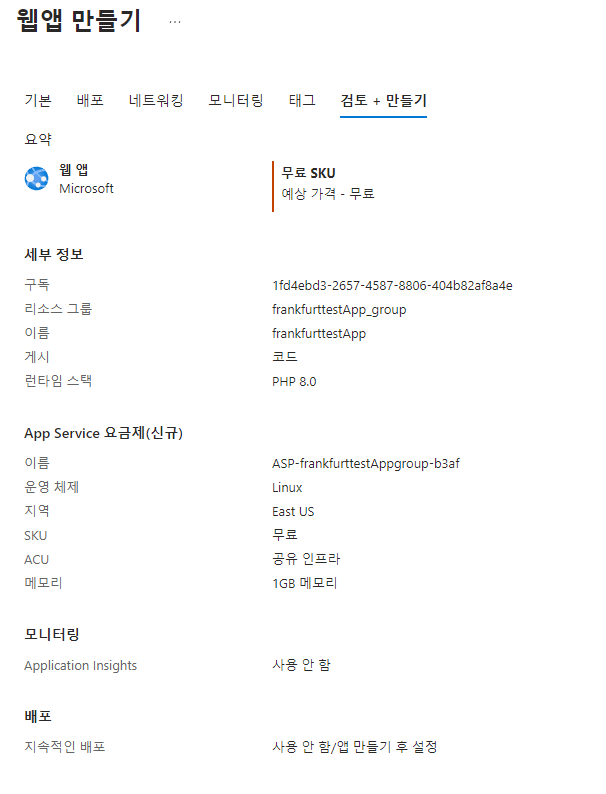 웹앱 만들기 ...
기본 배포 네트워킹 모니터링 태그 검토 + 만들기
요약
웹 앱
Microsoft
무료 SKU
예상 가격 - 무료
세부 정보
구독 1fd4ebd3-2657-4587-8806-404b82af8a4e
리소스 그룹 frankfurttestApp_group
이름 frankfurttestApp
게시 코드
런타임 스택 PHP 8.0
App Service 요금제(신규)
이름 ASP-frankfurttestAppgroup-b3af
운영 체제 Linux
지역 East US
SKU 무료
ACU 공유 인프라
메모리 1GB 메모리
모니터링
Application Insights 사용 안 함
배포
지속적인 배포 사용 안 함/앱 만들기 후 설정